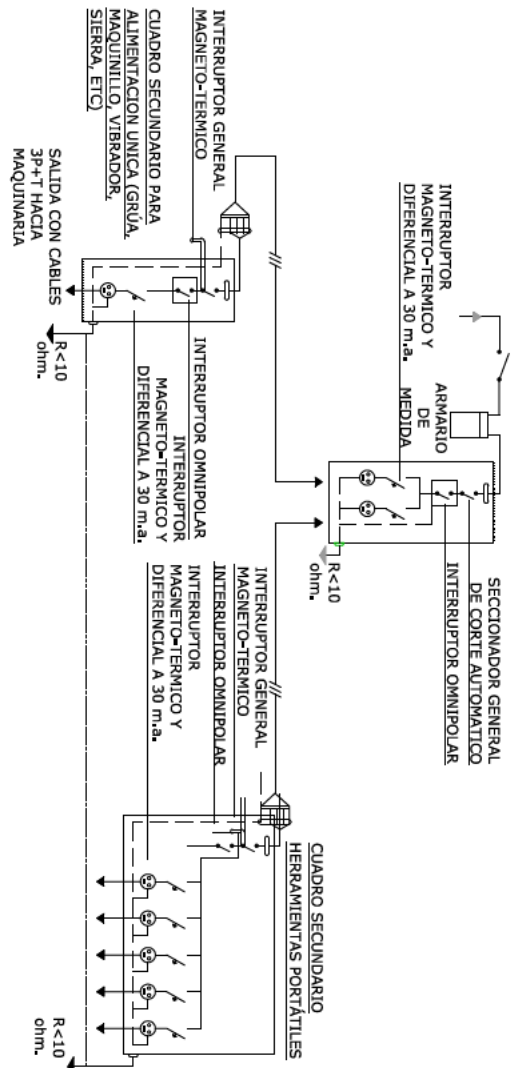 INTERRUPTOR
MAGNETO-TERMICO Y
DIFERENCIAL A 30 m.a.
ARMARIO
DE
MEDIDA
SECCIONADOR GENERAL
DE CORTE AUTOMATICO
INTERRUPTOR OMNIPOLAR
R<10
ohm.
INTERRUPTOR GENERAL
MAGNETO-TERMICO
CUADRO SECUNDARIO PARA
ALIMENTACION UNICA (GRÚA,
MAQUINILLO, VIBRADOR,
SIERRA, ETC)
SALIDA CON CABLES
3P+T HACIA
MAQUINARIA
R<10
ohm.
INTERRUPTOR OMNIPOLAR
INTERRUPTOR
MAGNETO-TERMICO Y
DIFERENCIAL A 30 m.a.
INTERRUPTOR GENERAL
MAGNETO-TERMICO
INTERRUPTOR OMNIPOLAR
INTERRUPTOR
MAGNETO-TERMICO Y
DIFERENCIAL A 30 m.a.
CUADRO SECUNDARIO
HERRAMIENTAS PORTÁTILES
R<10
ohm.